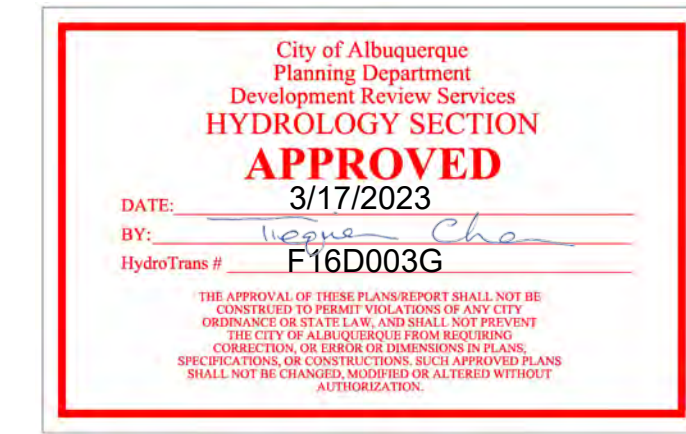 City of Albuquerque
Planning Department
Development Review Services
HYDROLOGY SECTION
APPROVED
DATE: 3/17/2023
BY:
HydroTrans # F16D003G
THE APPROVAL OF THESE PLANS/REPORT SHALL NOT BE
CONSTRUED TO PERMIT VIOLATIONS OF ANY CITY
ORDINANCE OR STATE LAW, AND SHALL NOT PREVENT
THE CITY OF ALBUQUERQUE FROM REQUIRING
CORRECTION, OR ERROR OR DIMENSIONS IN PLANS,
SPECIFICATIONS, OR CONSTRUCTIONS. SUCH APPROVED PLANS
SHALL NOT BE CHANGED, MODIFIED OR ALTERED WITHOUT
AUTHORIZATION.